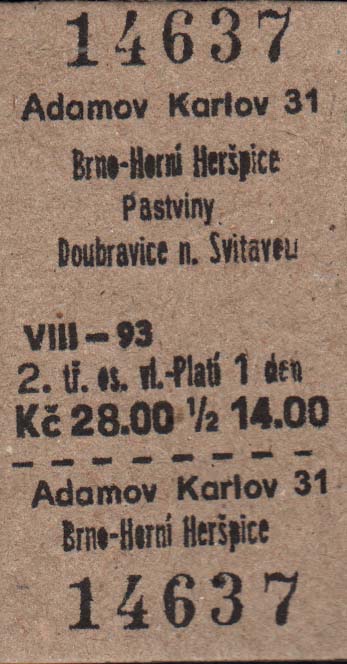 14637
Adamov Karlov 31
Brno-Horní Heršpice
Pastviny
Doubravice n. Svitavou
VIII - 93
2. tř. os. vl.-Platí 1 den
Kč 28.00 ½ 14.00
Adamov Karlov 31
Brno-Horní Heršpice
14637